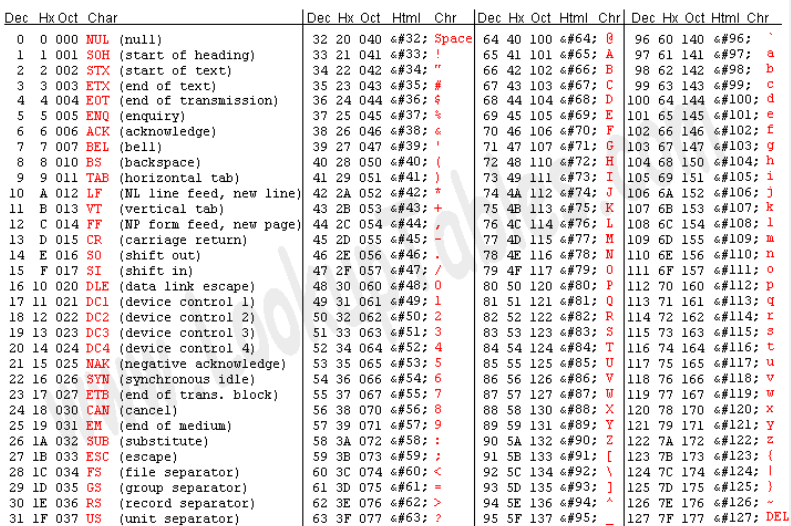 Dec Hx Oct Char Dec Hx Oct Html Chr Dec Hx Oct Html Chr Dec Hx Oct Html Chr
0 0 000 NUL (null) 32 20 040 &#32; Space 64 40 100 &#64; @ 96 60 140 &#96; `
1 1 001 SOH (start of heading) 33 21 041 &#33; ! 65 41 101 &#65; A 97 61 141 &#97; a
2 2 002 STX (start of text) 34 22 042 &#34; " 66 42 102 &#66; B 98 62 142 &#98; b
3 3 003 ETX (end of text) 35 23 043 &#35; # 67 43 103 &#67; C 99 63 143 &#99; c
4 4 004 EOT (end of transmission) 36 24 044 &#36; $ 68 44 104 &#68; D 100 64 144 &#100; d
5 5 005 ENQ (enquiry) 37 25 045 &#37; % 69 45 105 &#69; E 101 65 145 &#101; e
6 6 006 ACK (acknowledge) 38 26 046 &#38; & 70 46 106 &#70; F 102 66 146 &#102; f
7 7 007 BEL (bell) 39 27 047 &#39; ' 71 47 107 &#71; G 103 67 147 &#103; g
8 8 010 BS (backspace) 40 28 050 &#40; ( 72 48 110 &#72; H 104 68 150 &#104; h
9 9 011 TAB (horizontal tab) 41 29 051 &#41; ) 73 49 111 &#73; I 105 69 151 &#105; i
10 A 012 LF (NL line feed, new line) 42 2A 052 &#42; * 74 4A 112 &#74; J 106 6A 152 &#106; j
11 B 013 VT (vertical tab) 43 2B 053 &#43; + 75 4B 113 &#75; K 107 6B 153 &#107; k
12 C 014 FF (NP form feed, new page) 44 2C 054 &#44; , 76 4C 114 &#76; L 108 6C 154 &#108; l
13 D 015 CR (carriage return) 45 2D 055 &#45; - 77 4D 115 &#77; M 109 6D 155 &#109; m
14 E 016 SO (shift out) 46 2E 056 &#46; . 78 4E 116 &#78; N 110 6E 156 &#110; n
15 F 017 SI (shift in) 47 2F 057 &#47; / 79 4F 117 &#79; O 111 6F 157 &#111; o
16 10 020 DLE (data link escape) 48 30 060 &#48; 0 80 50 120 &#80; P 112 70 160 &#112; p
17 11 021 DC1 (device control 1) 49 31 061 &#49; 1 81 51 121 &#81; Q 113 71 161 &#113; q
18 12 022 DC2 (device control 2) 50 32 062 &#50; 2 82 52 122 &#82; R 114 72 162 &#114; r
19 13 023 DC3 (device control 3) 51 33 063 &#51; 3 83 53 123 &#83; S 115 73 163 &#115; s
20 14 024 DC4 (device control 4) 52 34 064 &#52; 4 84 54 124 &#84; T 116 74 164 &#116; t
21 15 025 NAK (negative acknowledge) 53 35 065 &#53; 5 85 55 125 &#85; U 117 75 165 &#117; u
22 16 026 SYN (synchronous idle) 54 36 066 &#54; 6 86 56 126 &#86; V 118 76 166 &#118; v
23 17 027 ETB (end of trans. block) 55 37 067 &#55; 7 87 57 127 &#87; W 119 77 167 &#119; w
24 18 030 CAN (cancel) 56 38 070 &#56; 8 88 58 130 &#88; X 120 78 170 &#120; x
25 19 031 EM (end of medium) 57 39 071 &#57; 9 89 59 131 &#89; Y 121 79 171 &#121; y
26 1A 032 SUB (substitute) 58 3A 072 &#58; : 90 5A 132 &#90; Z 122 7A 172 &#122; z
27 1B 033 ESC (escape) 59 3B 073 &#59; ; 91 5B 133 &#91; [ 123 7B 173 &#123; {
28 1C 034 FS (file separator) 60 3C 074 &#60; < 92 5C 134 &#92; \ 124 7C 174 &#124; |
29 1D 035 GS (group separator) 61 3D 075 &#61; = 93 5D 135 &#93; ] 125 7D 175 &#125; }
30 1E 036 RS (record separator) 62 3E 076 &#62; > 94 5E 136 &#94; ^ 126 7E 176 &#126; ~
31 1F 037 US (unit separator) 63 3F 077 &#63; ? 95 5F 137 &#95; _ 127 7F 177 &#127; DEL
www.LookupTables.com